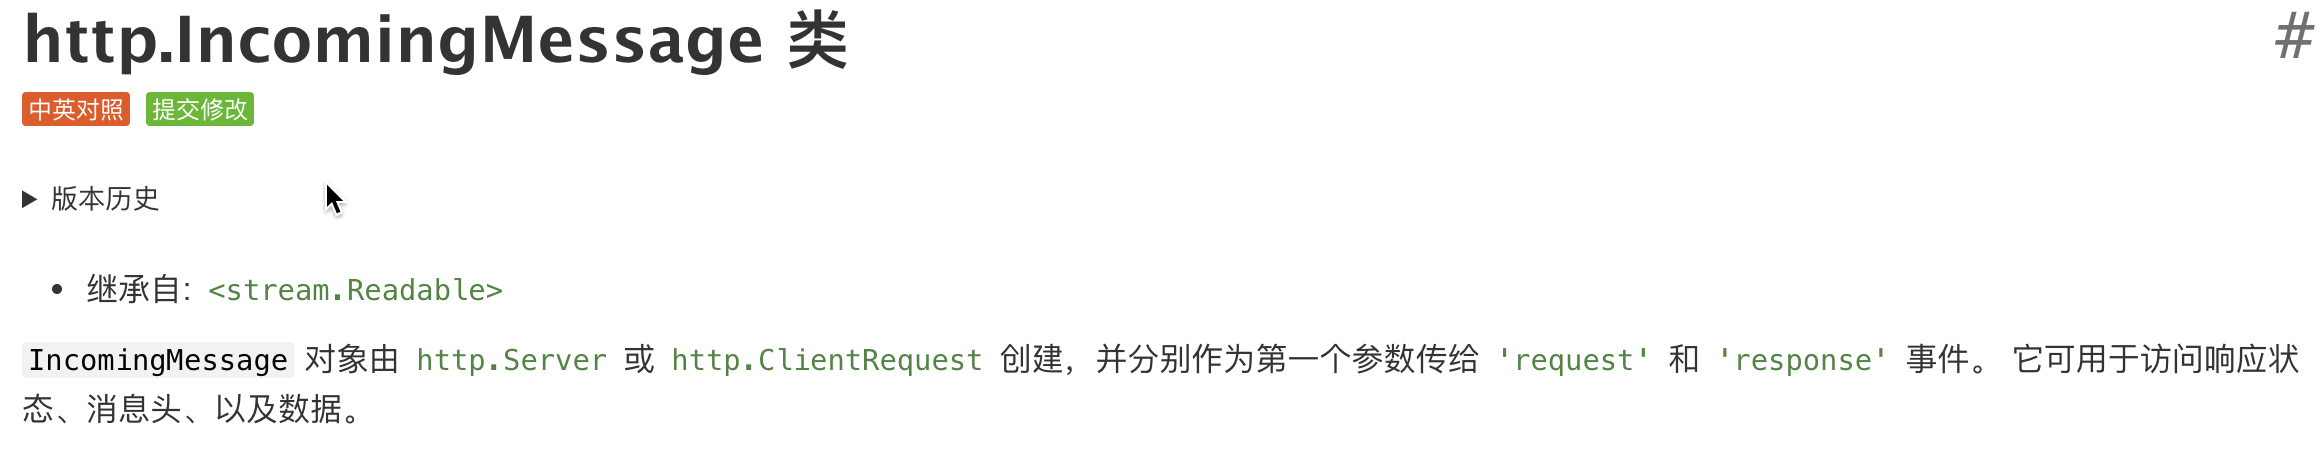 http.IncomingMessage 类 #
中英对照 提交修改
▶ 版本历史
• 继承自: <stream.Readable>
IncomingMessage 对象由 http.Server 或 http.ClientRequest 创建，并分别作为第一个参数传给 'request' 和 'response' 事件。 它可用于访问响应状
态、消息头、以及数据。